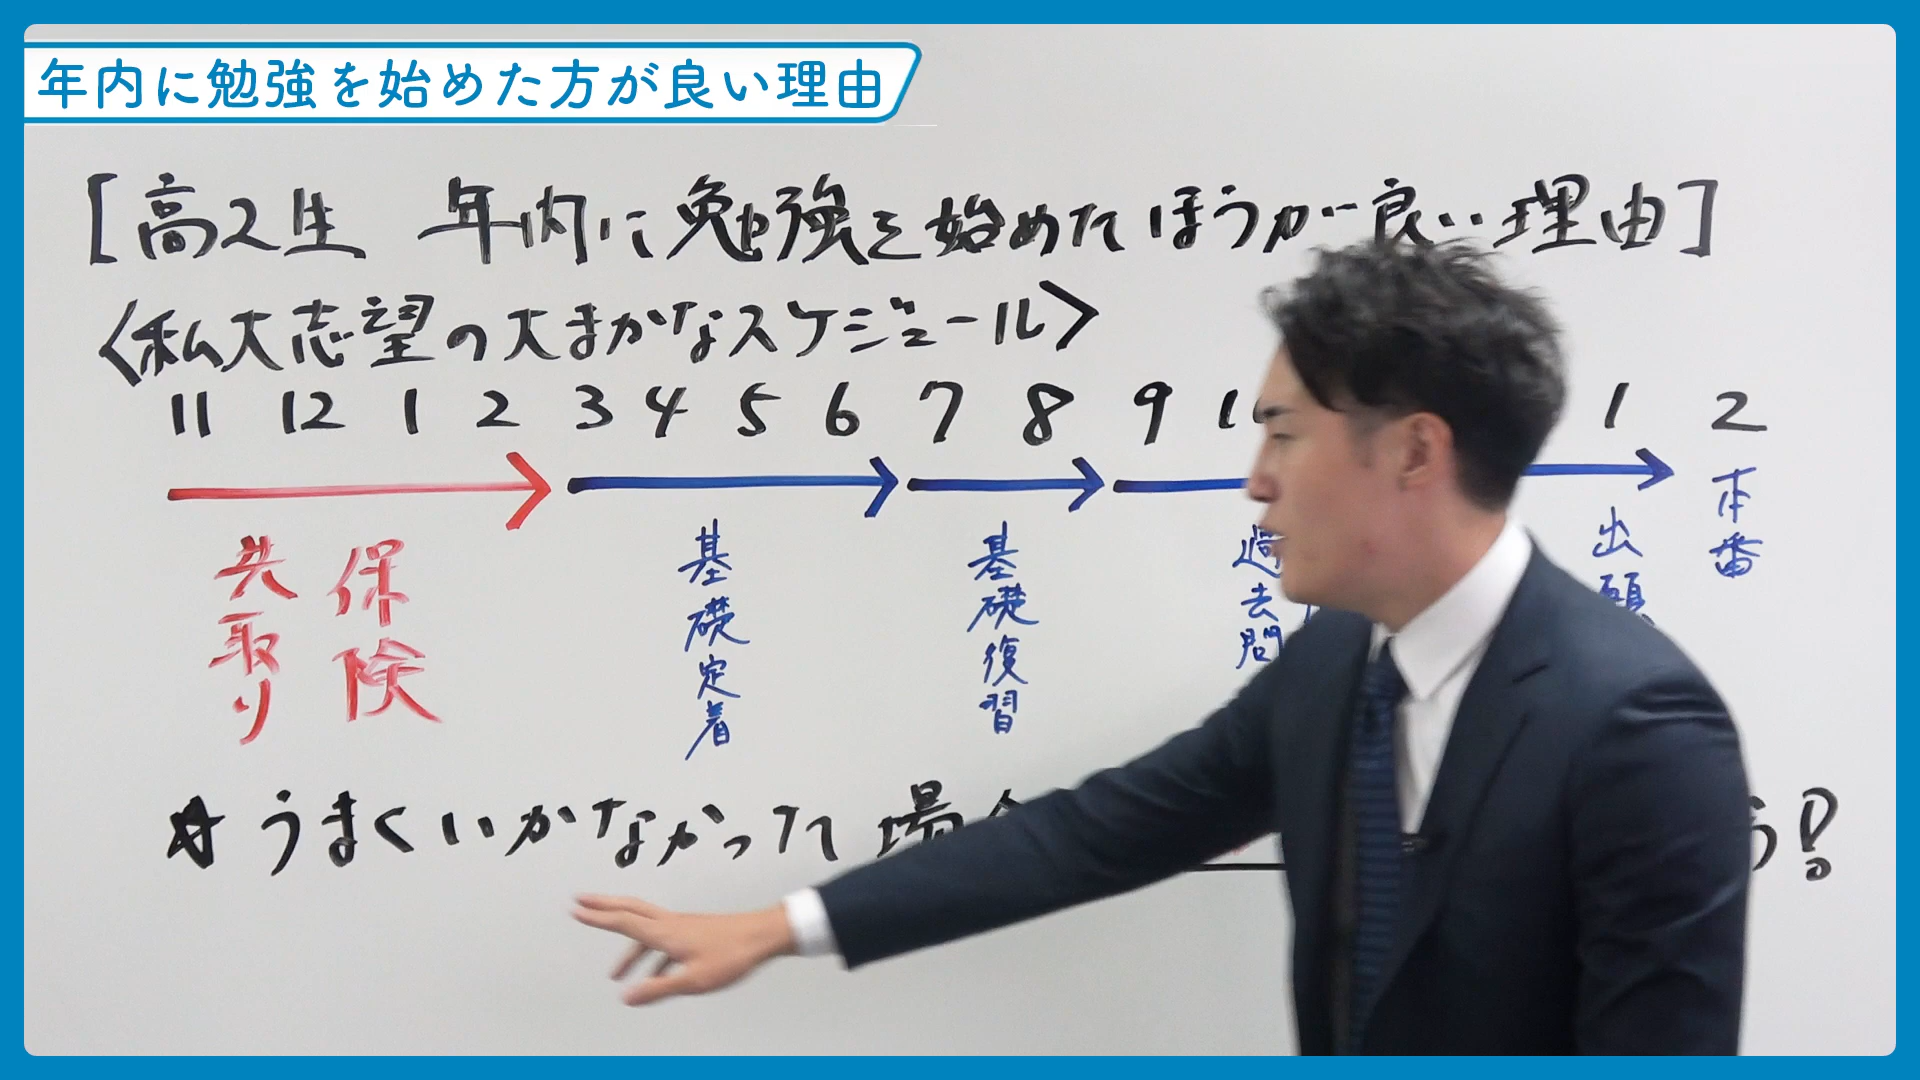 年内に勉強を始めた方が良い理由
[高2生 年内に勉強を始めたほうが良い理由]
〈私大志望の大まかなスケジュール〉
11 12 1 2 3 4 5 6 7 8 9 1 2
先取り
保険
基礎定着
基礎復習
過去問
出願
本番
☆うまくいかなかった場合 う?